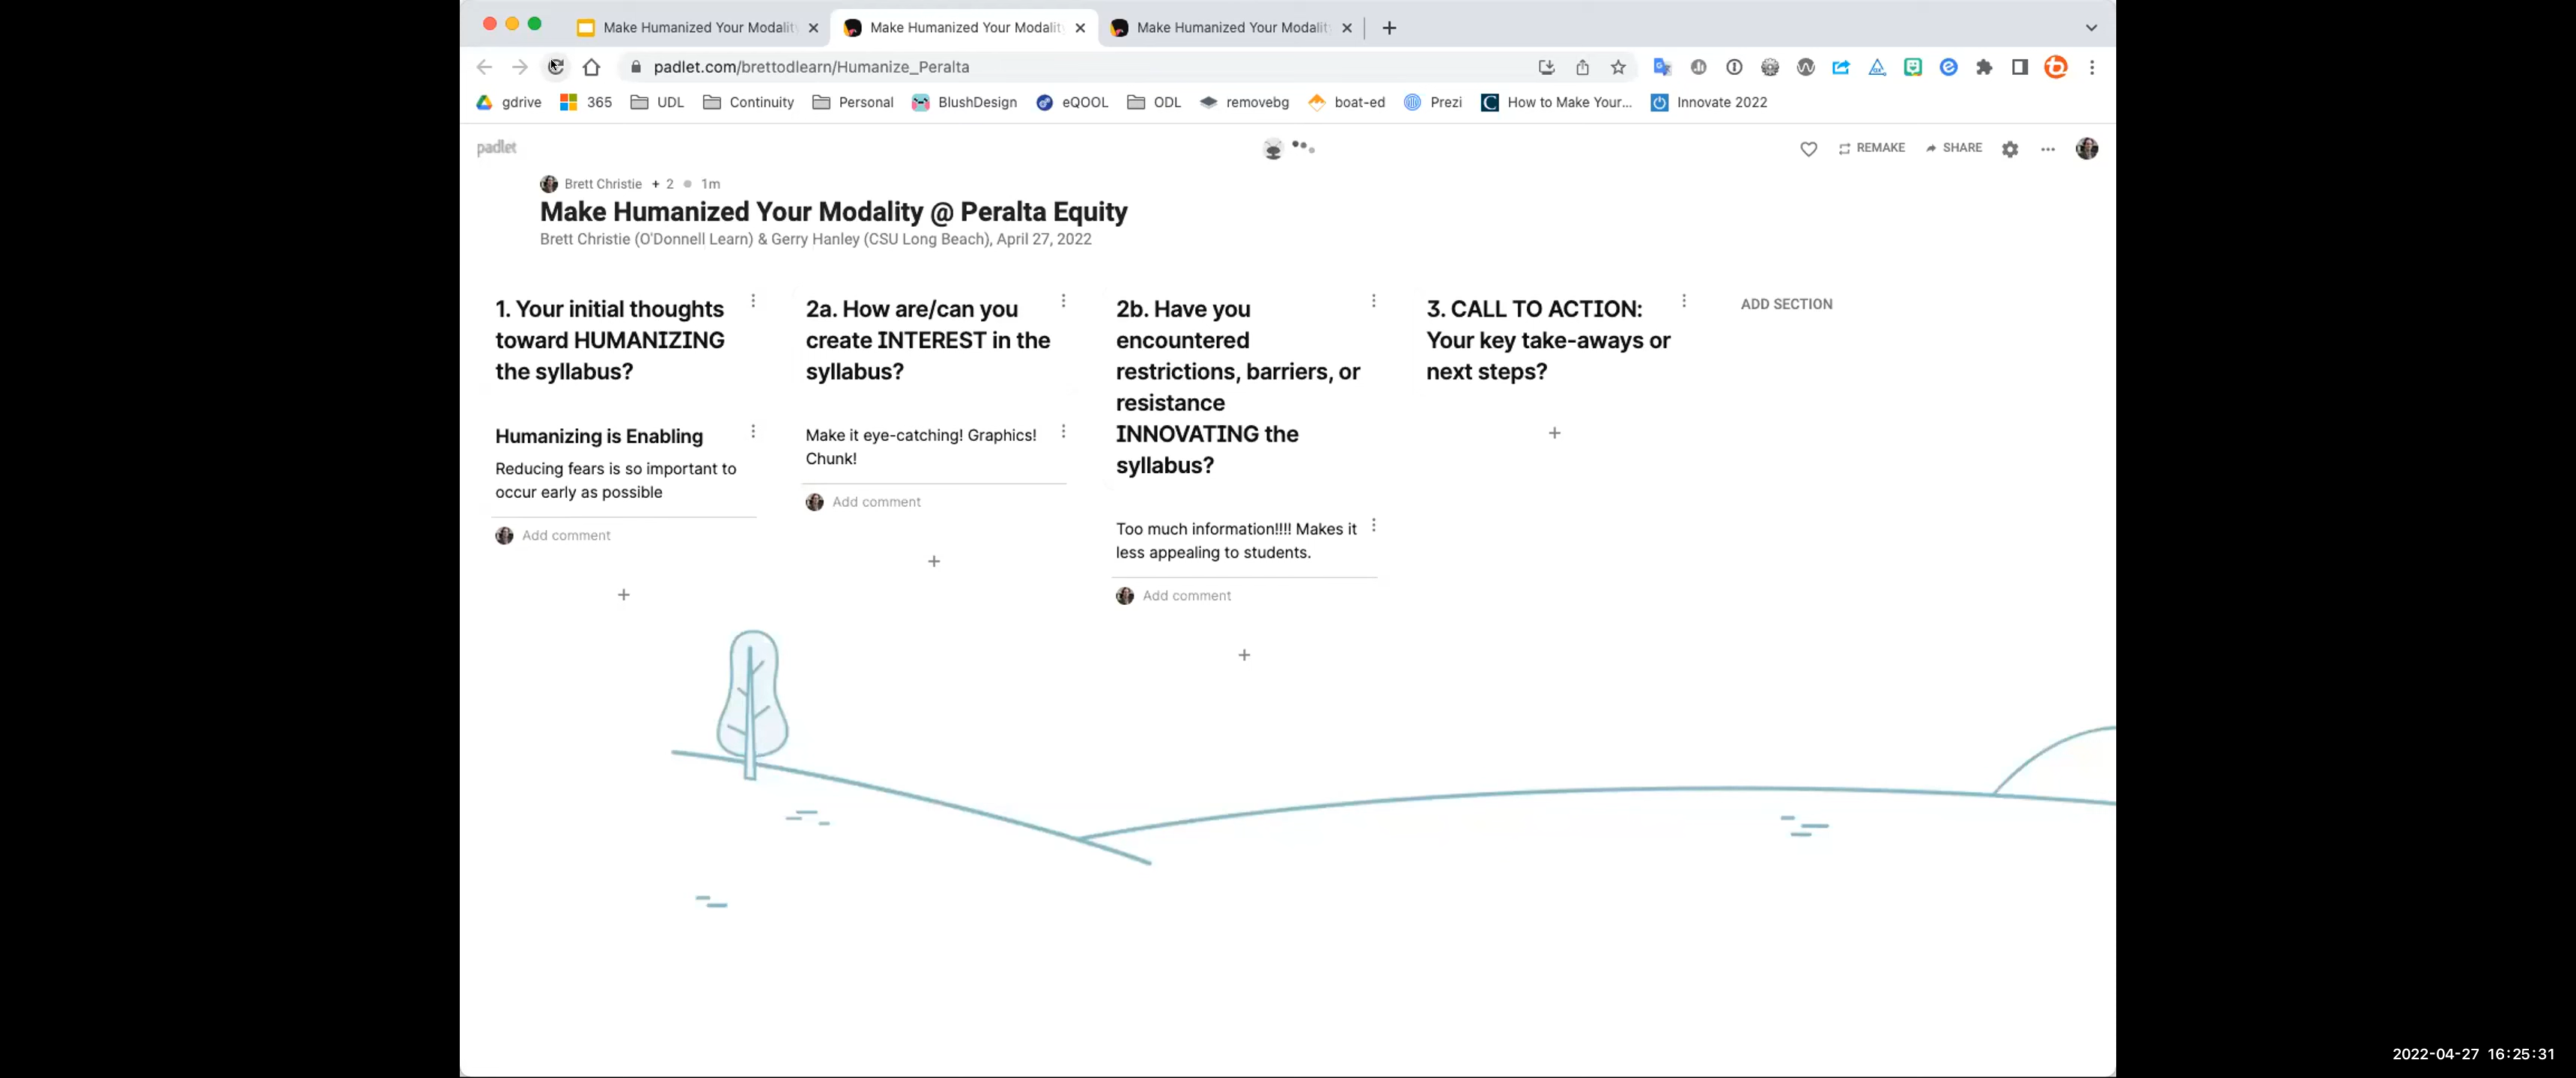 Make Humanized Your Modalit
Make Humanized Your Modalit
Make Humanized Your Modalit
padlet.com/brettodlearn/Humanize_Peralta
gdrive 365 UDL Continuity Personal BlushDesign eQOOL ODL removebg boat-ed Prezi How to Make Your... Innovate 2022
padlet
REMAKE SHARE
Brett Christie + 2 1m
Make Humanized Your Modality @ Peralta Equity
Brett Christie (O'Donnell Learn) & Gerry Hanley (CSU Long Beach), April 27, 2022
1. Your initial thoughts
toward HUMANIZING
the syllabus?
Humanizing is Enabling
Reducing fears is so important to
occur early as possible
Add comment
2a. How are/can you
create INTEREST in the
syllabus?
Make it eye-catching! Graphics!
Chunk!
Add comment
2b. Have you
encountered
restrictions, barriers, or
resistance
INNOVATING the
syllabus?
Too much information!!!! Makes it
less appealing to students.
Add comment
3. CALL TO ACTION:
Your key take-aways or
next steps?
ADD SECTION
2022-04-27 16:25:31